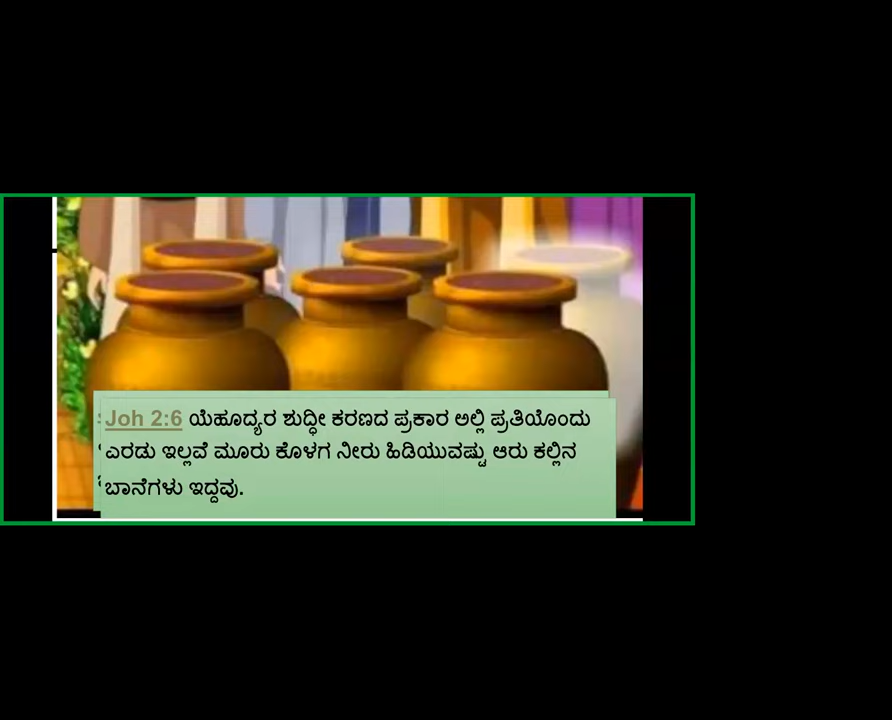 Joh 2:6 ಯೆಹೂದ್ಯರ ಶುದ್ಧೀ ಕರಣದ ಪ್ರಕಾರ ಅಲ್ಲಿ ಪ್ರತಿಯೊಂದು
ಎರಡು ಇಲ್ಲವೆ ಮೂರು ಕೊಳಗ ನೀರು ಹಿಡಿಯುವಷ್ಟು ಆರು ಕಲ್ಲಿನ
ಬಾನೆಗಳು ಇದ್ದವು.